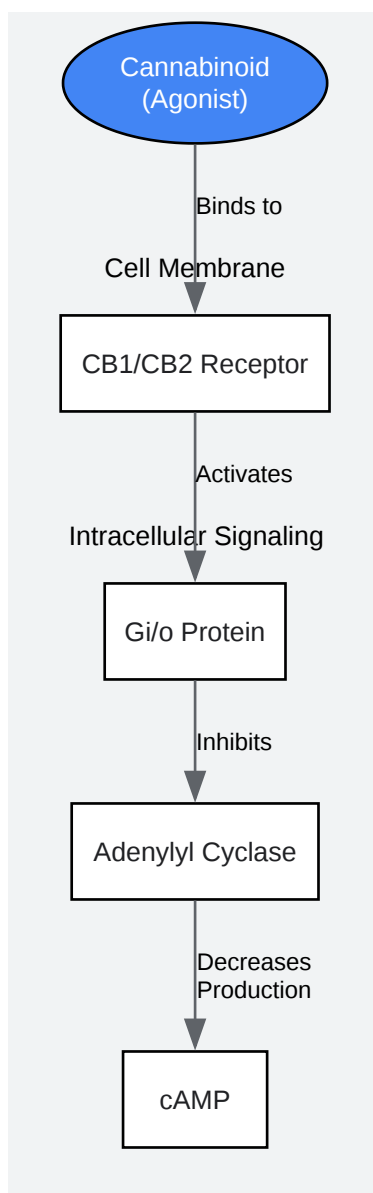 Cannabinoid
(Agonist)
Binds to
Cell Membrane
CB1/CB2 Receptor
Activates
Intracellular Signaling
Gi/o Protein
Inhibits
Adenylyl Cyclase
Decreases
Production
cAMP